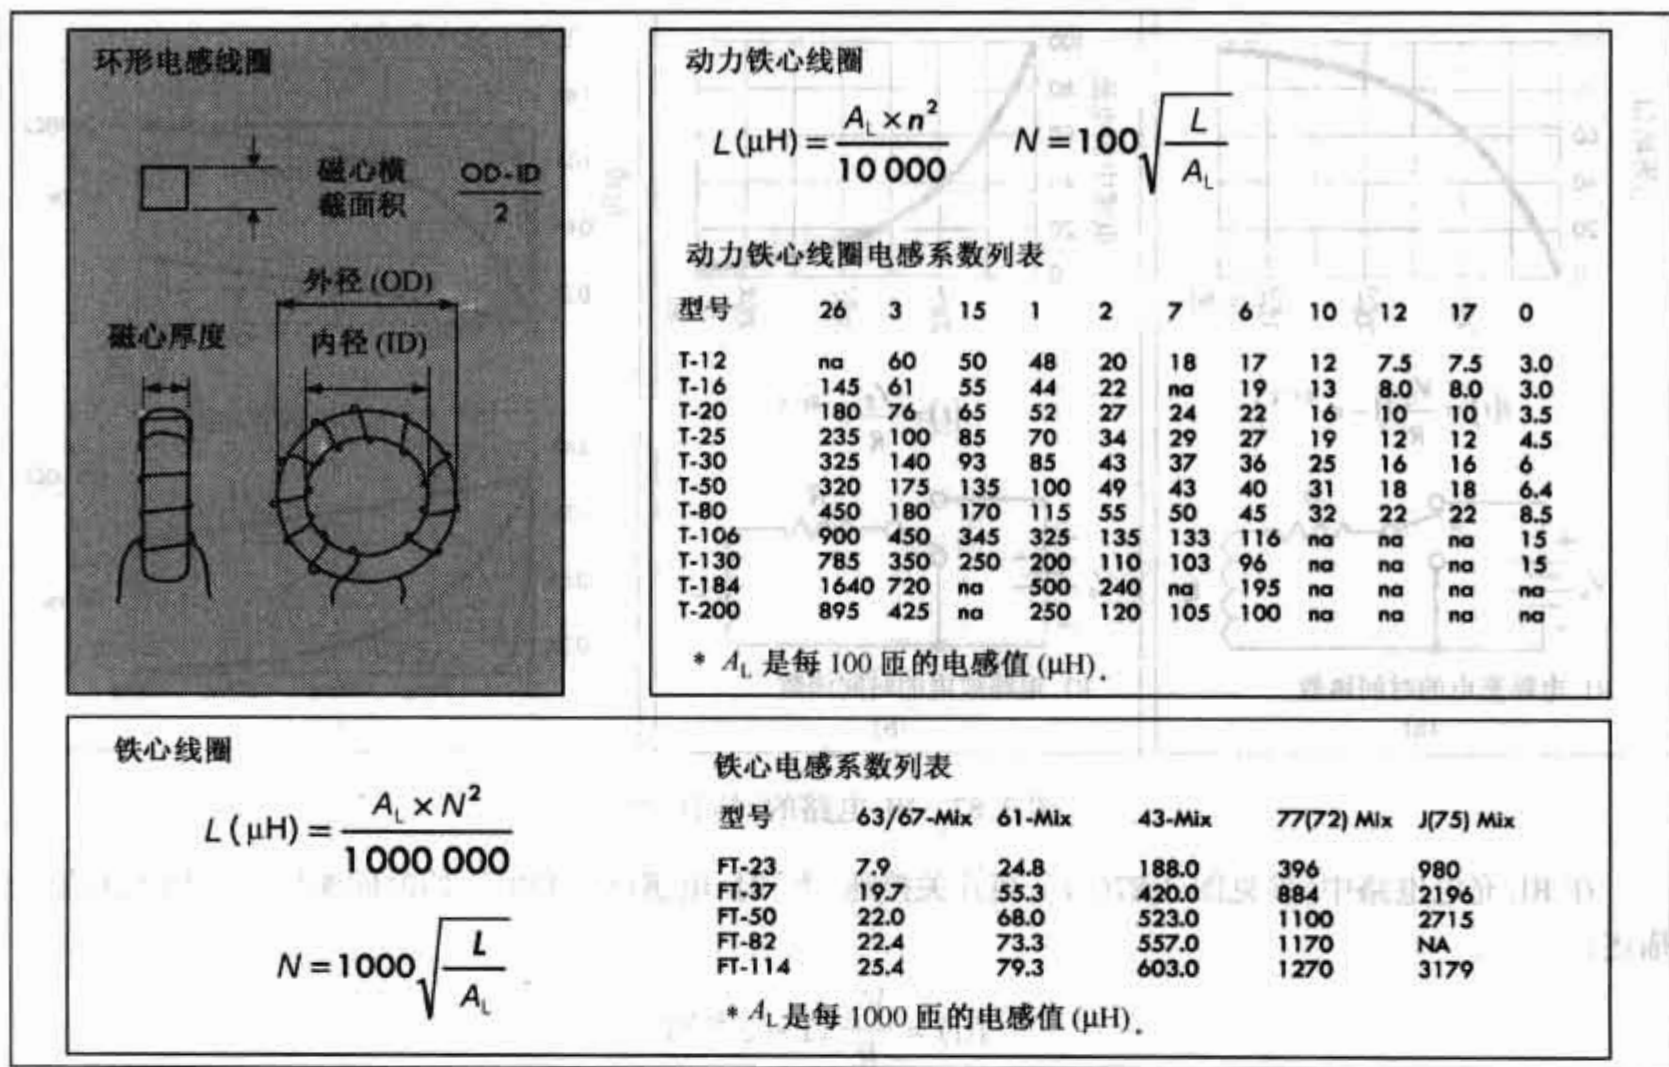 环形电感线圈
磁心横 OD-ID
截面积 2
外径 (OD)
磁心厚度 内径 (ID)
动力铁心线圈
L (μH) = A_L × n² / 10 000 N = 100 √(L / A_L)
动力铁心线圈电感系数列表
型号 26 3 15 1 2 7 6 10 12 17 0
T-12 na 60 50 48 20 18 17 12 7.5 7.5 3.0
T-16 145 61 55 44 22 na 19 13 8.0 8.0 3.0
T-20 180 76 65 52 27 24 22 16 10 10 3.5
T-25 235 100 85 70 34 29 27 19 12 12 4.5
T-30 325 140 93 85 43 37 36 25 16 16 6
T-50 320 175 135 100 49 43 40 31 18 18 6.4
T-80 450 180 170 115 55 50 45 32 22 22 8.5
T-106 900 450 345 325 135 133 116 na na na 15
T-130 785 350 250 200 110 103 96 na na na 15
T-184 1640 720 na 500 240 na 195 na na na na
T-200 895 425 na 250 120 105 100 na na na na
* A_L 是每 100 匝的电感值 (μH).
铁心线圈
L (μH) = A_L × N² / 1000 000
N = 1000 √(L / A_L)
铁心电感系数列表
型号 63/67-Mix 61-Mix 43-Mix 77(72) Mix J(75) Mix
FT-23 7.9 24.8 188.0 396 980
FT-37 19.7 55.3 420.0 884 2196
FT-50 22.0 68.0 523.0 1100 2715
FT-82 22.4 73.3 557.0 1170 NA
FT-114 25.4 79.3 603.0 1270 3179
* A_L 是每 1000 匝的电感值 (μH).